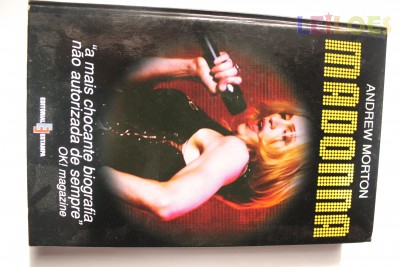 ANDREW MORTON
MADONNA
"a mais chocante biografia
não autorizada de sempre"
OK! magazine
EDITORIAL ESTAMPA
LEILOES